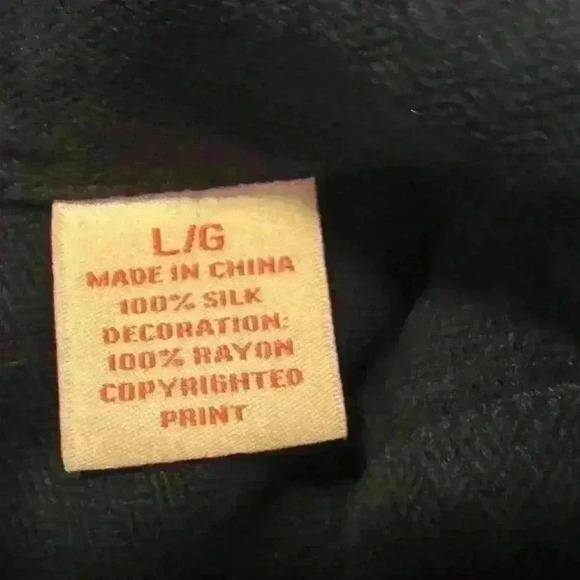 L/G
MADE IN CHINA
100% SILK
DECORATION:
100% RAYON
COPYRIGHTED
PRINT